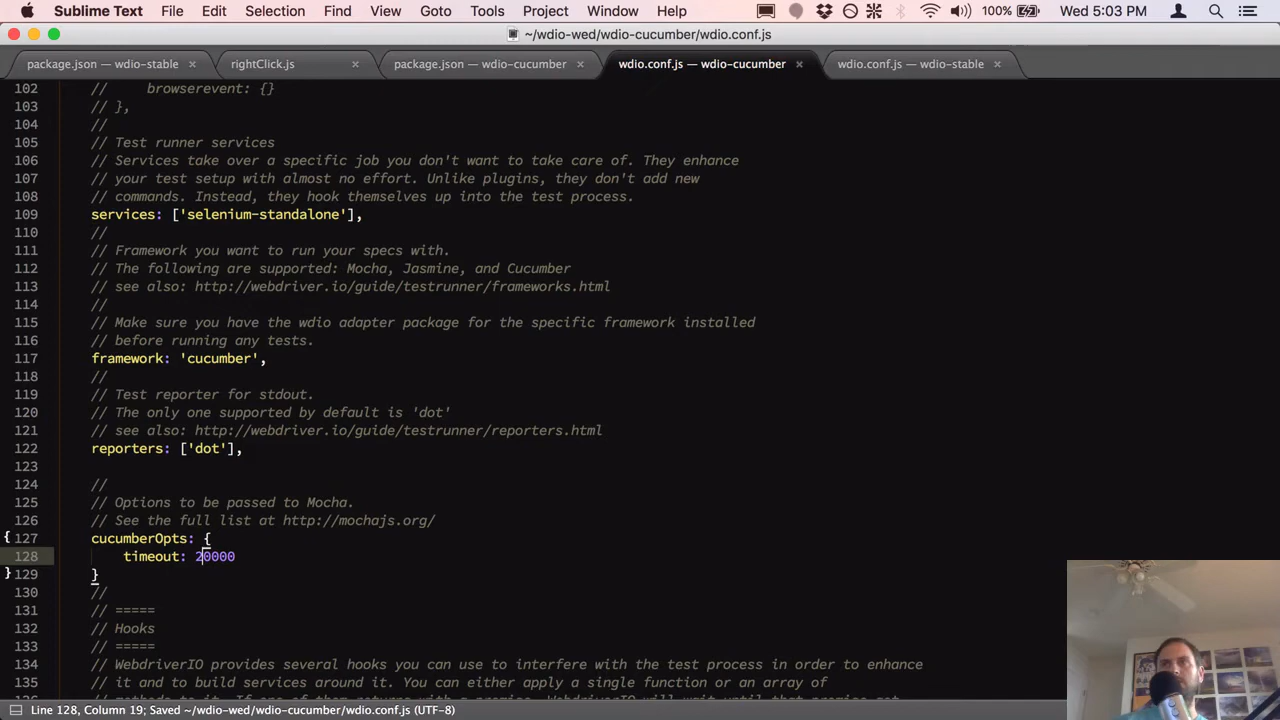 Sublime Text File Edit Selection Find View Goto Tools Project Window Help 100% Wed 5:03 PM
~/wdio-wed/wdio-cucumber/wdio.conf.js
package.json — wdio-stable × rightClick.js × package.json — wdio-cucumber × wdio.conf.js — wdio-cucumber × wdio.conf.js — wdio-stable ×
102 //     browserevent: {}
103 // },
104 //
105 // Test runner services
106 // Services take over a specific job you don't want to take care of. They enhance
107 // your test setup with almost no effort. Unlike plugins, they don't add new
108 // commands. Instead, they hook themselves up into the test process.
109 services: ['selenium-standalone'],
110 //
111 // Framework you want to run your specs with.
112 // The following are supported: Mocha, Jasmine, and Cucumber
113 // see also: http://webdriver.io/guide/testrunner/frameworks.html
114 //
115 // Make sure you have the wdio adapter package for the specific framework installed
116 // before running any tests.
117 framework: 'cucumber',
118 //
119 // Test reporter for stdout.
120 // The only one supported by default is 'dot'
121 // see also: http://webdriver.io/guide/testrunner/reporters.html
122 reporters: ['dot'],
123
124 //
125 // Options to be passed to Mocha.
126 // See the full list at http://mochajs.org/
{ 127 cucumberOpts: {
128     timeout: 20000
} 129 }
130 //
131 // =====
132 // Hooks
133 // =====
134 // WebdriverIO provides several hooks you can use to interfere with the test process in order to enhance
135 // it and to build services around it. You can either apply a single function or an array of
Line 128, Column 19; Saved ~/wdio-wed/wdio-cucumber/wdio.conf.js (UTF-8)